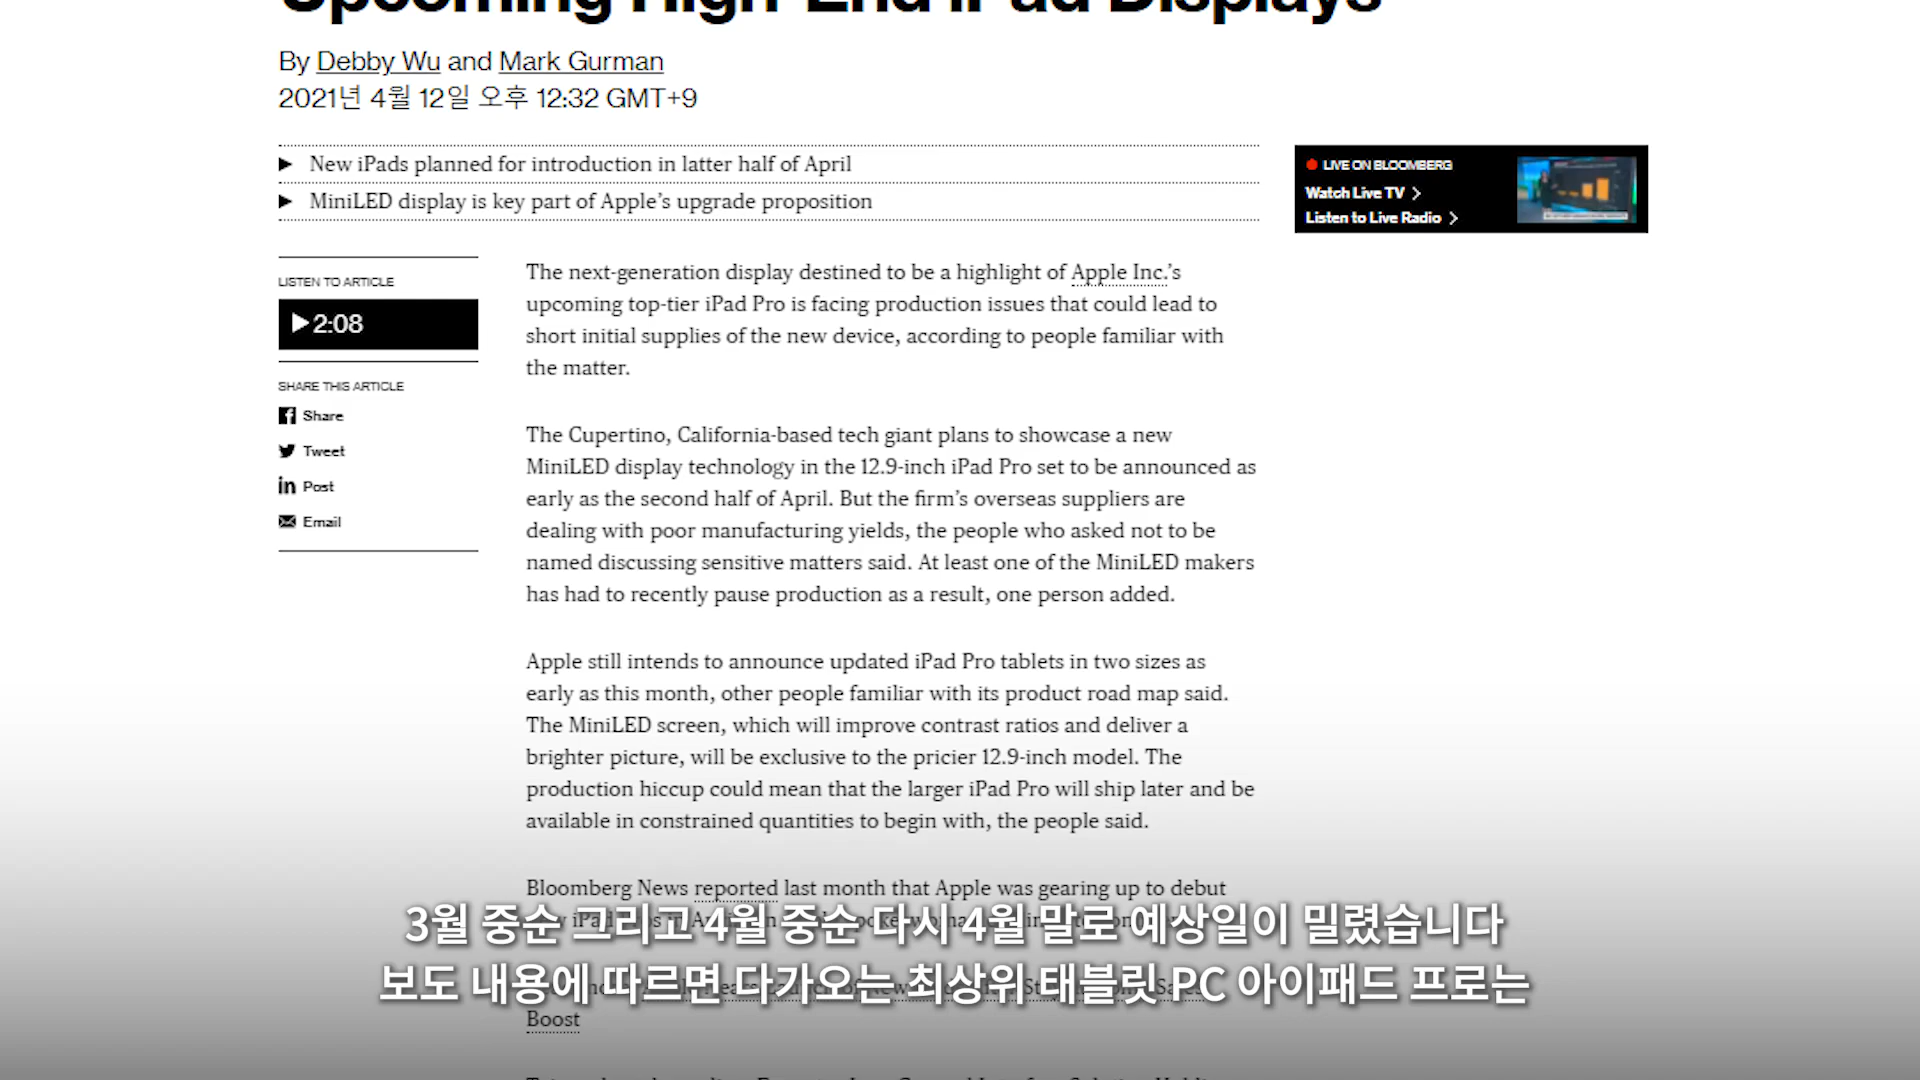 Upcoming High-End iPad Displays
By Debby Wu and Mark Gurman
2021년 4월 12일 오후 12:32 GMT+9
▶ New iPads planned for introduction in latter half of April
▶ MiniLED display is key part of Apple’s upgrade proposition
LIVE ON BLOOMBERG
Watch Live TV >
Listen to Live Radio >
LISTEN TO ARTICLE
▶ 2:08
SHARE THIS ARTICLE
Share
Tweet
Post
Email
The next-generation display destined to be a highlight of Apple Inc.’s
upcoming top-tier iPad Pro is facing production issues that could lead to
short initial supplies of the new device, according to people familiar with
the matter.
The Cupertino, California-based tech giant plans to showcase a new
MiniLED display technology in the 12.9-inch iPad Pro set to be announced as
early as the second half of April. But the firm’s overseas suppliers are
dealing with poor manufacturing yields, the people who asked not to be
named discussing sensitive matters said. At least one of the MiniLED makers
has had to recently pause production as a result, one person added.
Apple still intends to announce updated iPad Pro tablets in two sizes as
early as this month, other people familiar with its product road map said.
The MiniLED screen, which will improve contrast ratios and deliver a
brighter picture, will be exclusive to the pricier 12.9-inch model. The
production hiccup could mean that the larger iPad Pro will ship later and be
available in constrained quantities to begin with, the people said.
Bloomberg News reported last month that Apple was gearing up to debut
3월 중순 그리고 4월 중순 다시 4월 말로 예상일이 밀렸습니다
보도 내용에 따르면 다가오는 최상위 태블릿 PC 아이패드 프로는
Boost